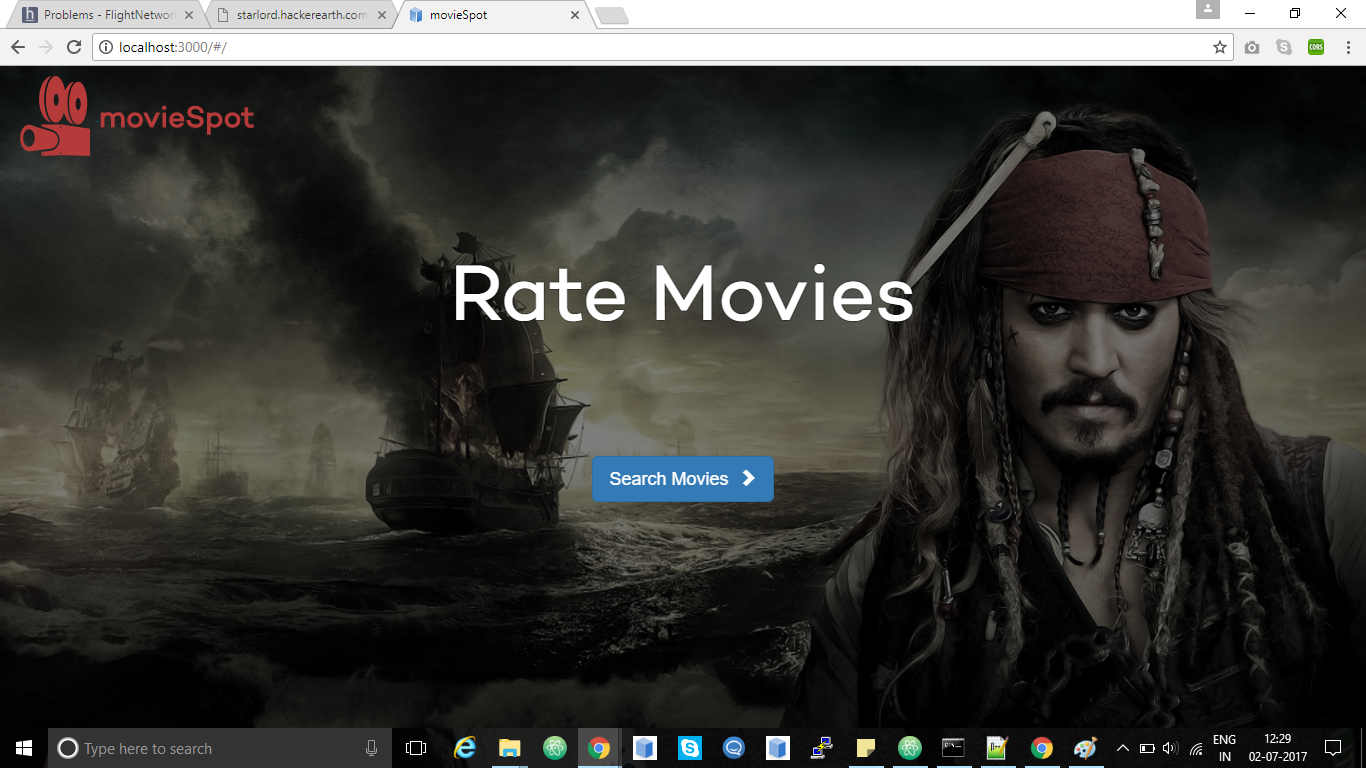 Problems - FlightNetwor
starlord.hackerearth.com
movieSpot
localhost:3000/#/
CORS
movieSpot
Rate Movies
Search Movies
Type here to search
ENG
IN
12:29
02-07-2017